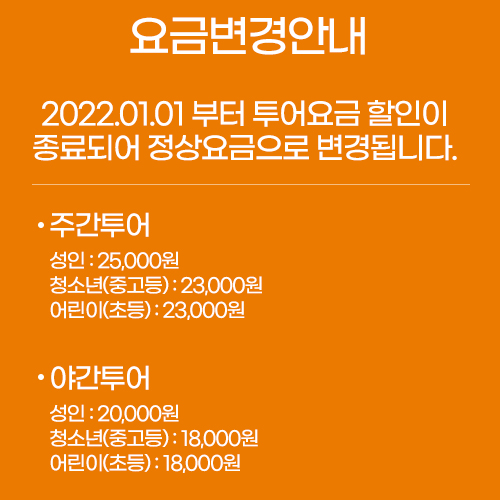 요금변경안내
2022.01.01 부터 투어요금 할인이
종료되어 정상요금으로 변경됩니다.
• 주간투어
성인 : 25,000원
청소년(중고등) : 23,000원
어린이(초등) : 23,000원
• 야간투어
성인 : 20,000원
청소년(중고등) : 18,000원
어린이(초등) : 18,000원